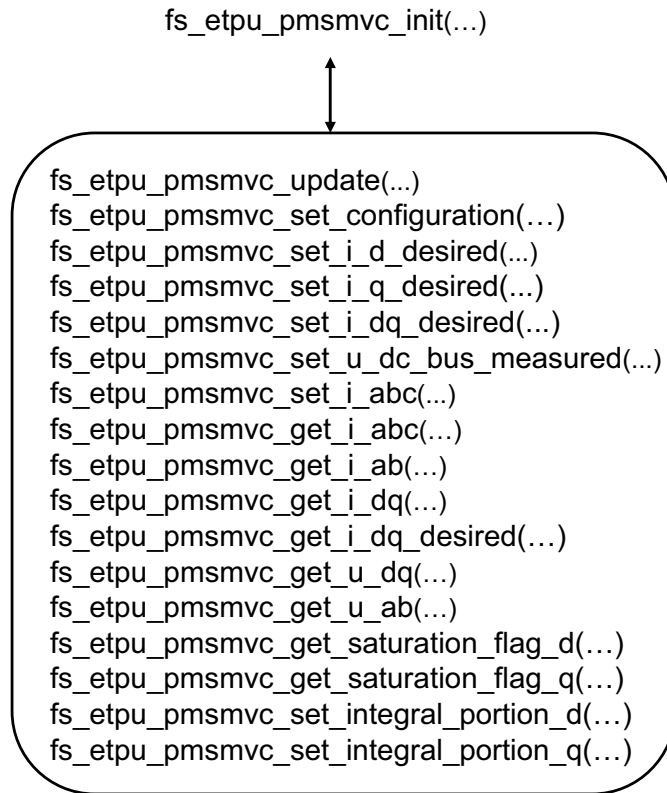 fs_etpu_pmsmvc_init(…)
fs_etpu_pmsmvc_update(...)
fs_etpu_pmsmvc_set_configuration(…)
fs_etpu_pmsmvc_set_i_d_desired(...)
fs_etpu_pmsmvc_set_i_q_desired(...)
fs_etpu_pmsmvc_set_i_dq_desired(...)
fs_etpu_pmsmvc_set_u_dc_bus_measured(...)
fs_etpu_pmsmvc_set_i_abc(...)
fs_etpu_pmsmvc_get_i_abc(…)
fs_etpu_pmsmvc_get_i_ab(…)
fs_etpu_pmsmvc_get_i_dq(…)
fs_etpu_pmsmvc_get_i_dq_desired(…)
fs_etpu_pmsmvc_get_u_dq(…)
fs_etpu_pmsmvc_get_u_ab(…)
fs_etpu_pmsmvc_get_saturation_flag_d(…)
fs_etpu_pmsmvc_get_saturation_flag_q(…)
fs_etpu_pmsmvc_set_integral_portion_d(…)
fs_etpu_pmsmvc_set_integral_portion_q(…)